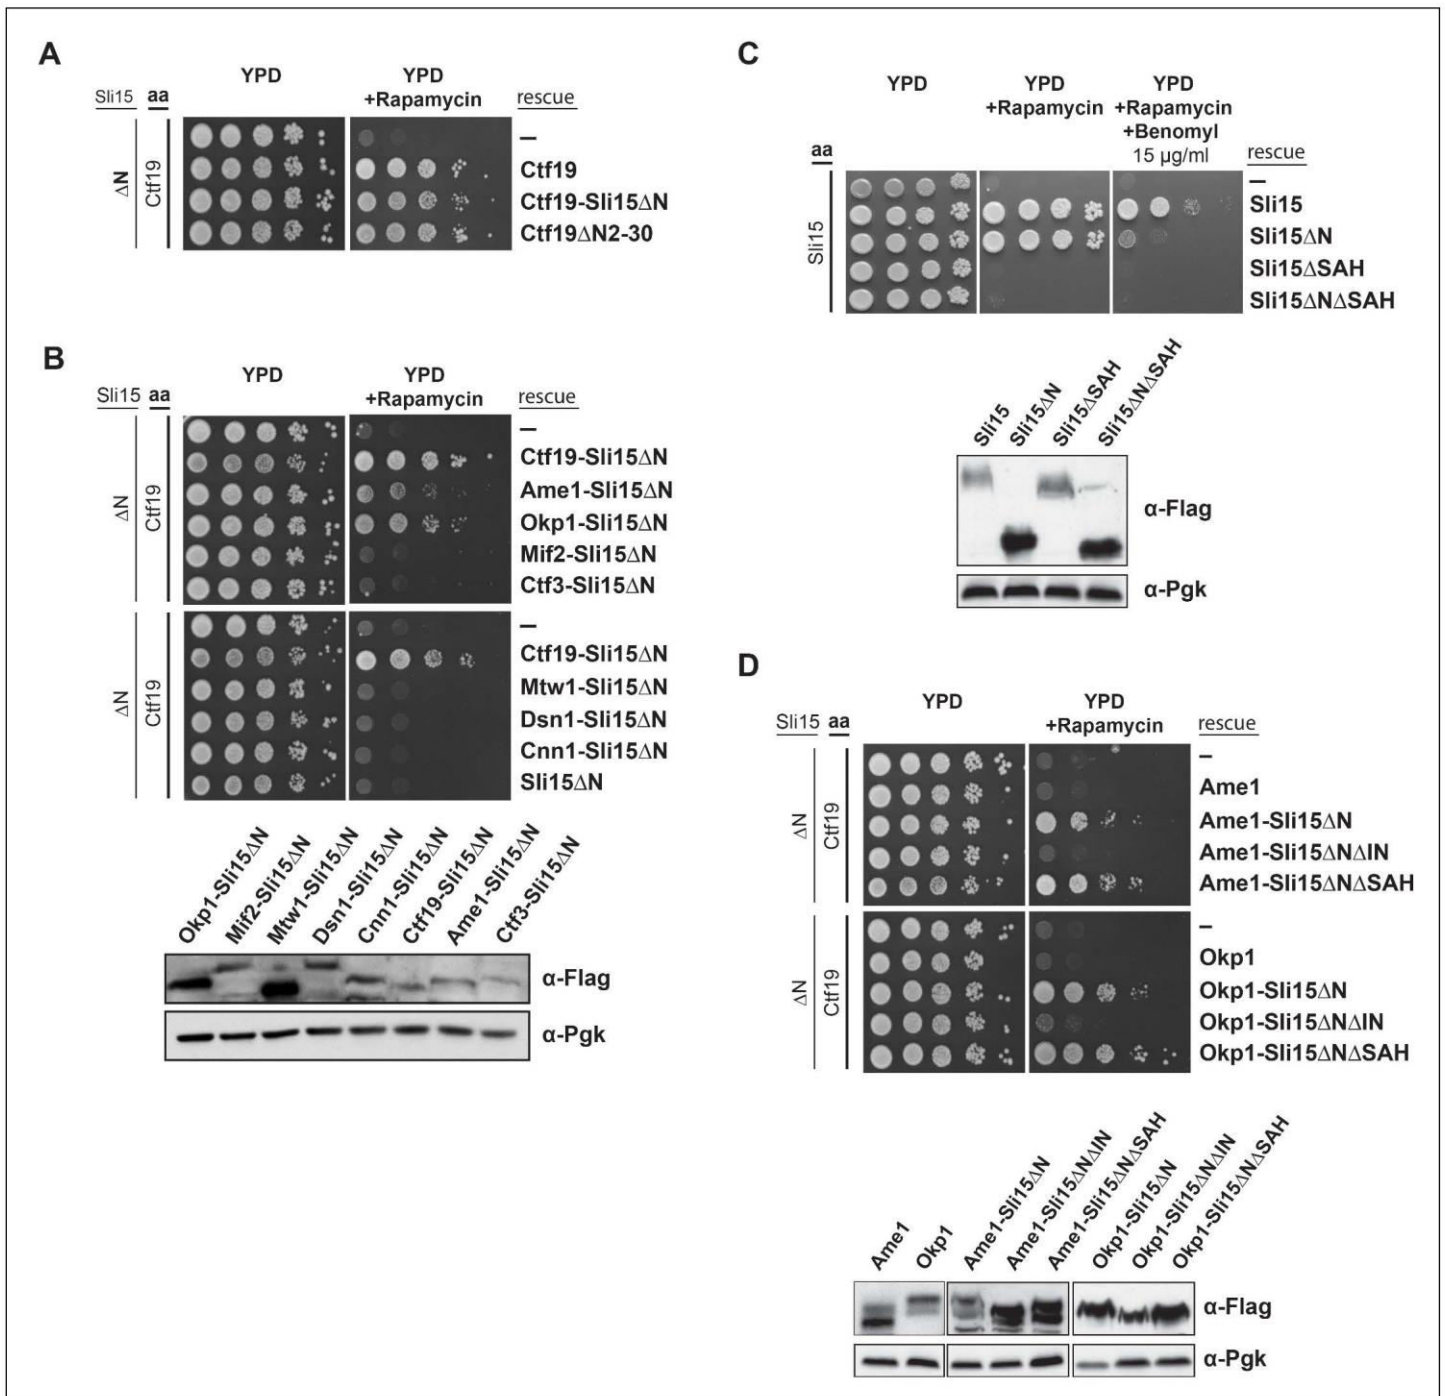 A
YPD
YPD
+Rapamycin
Sli15 aa rescue
ΔN
Ctf19
–
Ctf19
Ctf19-Sli15ΔN
Ctf19ΔN2-30
B
YPD
YPD
+Rapamycin
Sli15 aa rescue
ΔN
Ctf19
–
Ctf19-Sli15ΔN
Ame1-Sli15ΔN
Okp1-Sli15ΔN
Mif2-Sli15ΔN
Ctf3-Sli15ΔN
ΔN
Ctf19
–
Ctf19-Sli15ΔN
Mtw1-Sli15ΔN
Dsn1-Sli15ΔN
Cnn1-Sli15ΔN
Sli15ΔN
Okp1-Sli15ΔN
Mif2-Sli15ΔN
Mtw1-Sli15ΔN
Dsn1-Sli15ΔN
Cnn1-Sli15ΔN
Ctf19-Sli15ΔN
Ame1-Sli15ΔN
Ctf3-Sli15ΔN
α-Flag
α-Pgk
C
YPD
YPD
+Rapamycin
YPD
+Rapamycin
+Benomyl
15 µg/ml
aa rescue
Sli15
–
Sli15
Sli15ΔN
Sli15ΔSAH
Sli15ΔNΔSAH
Sli15
Sli15ΔN
Sli15ΔSAH
Sli15ΔNΔSAH
α-Flag
α-Pgk
D
YPD
YPD
+Rapamycin
Sli15 aa rescue
ΔN
Ctf19
–
Ame1
Ame1-Sli15ΔN
Ame1-Sli15ΔNΔIN
Ame1-Sli15ΔNΔSAH
ΔN
Ctf19
–
Okp1
Okp1-Sli15ΔN
Okp1-Sli15ΔNΔIN
Okp1-Sli15ΔNΔSAH
Ame1
Okp1
Ame1-Sli15ΔN
Ame1-Sli15ΔNΔIN
Ame1-Sli15ΔNΔSAH
Okp1-Sli15ΔN
Okp1-Sli15ΔNΔIN
Okp1-Sli15ΔNΔSAH
α-Flag
α-Pgk